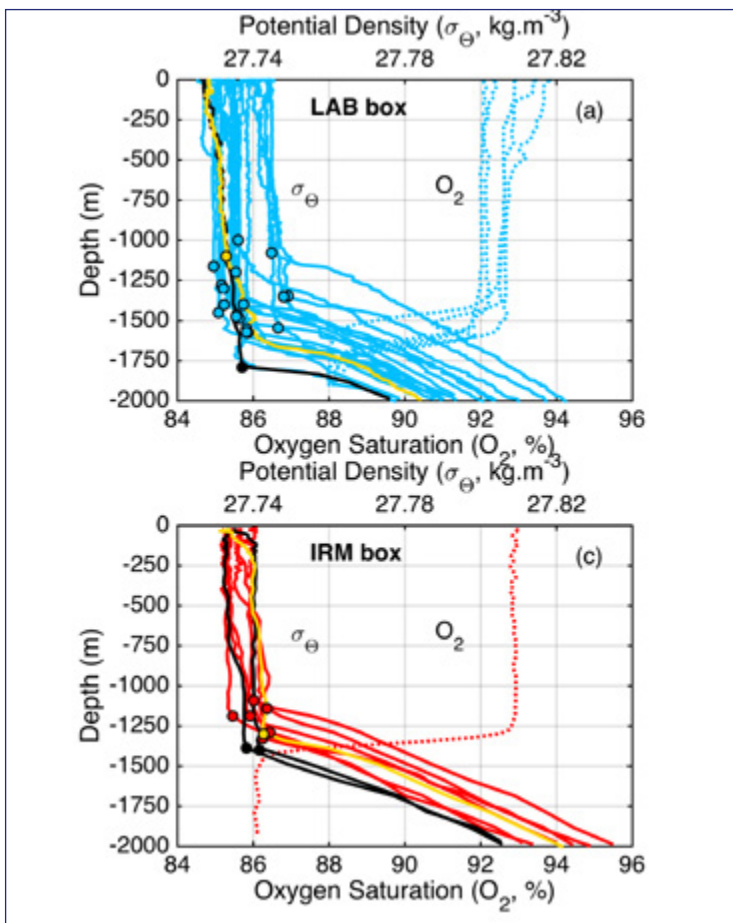 Potential Density (σΘ, kg.m-3)
27.74 27.78 27.82
0
-250
-500
-750
-1000
-1250
-1500
-1750
-2000
Depth (m)
LAB box
(a)
σΘ
O2
84 86 88 90 92 94 96
Oxygen Saturation (O2, %)
Potential Density (σΘ, kg.m-3)
27.74 27.78 27.82
0
-250
-500
-750
-1000
-1250
-1500
-1750
-2000
Depth (m)
IRM box
(c)
σΘ
O2
84 86 88 90 92 94 96
Oxygen Saturation (O2, %)